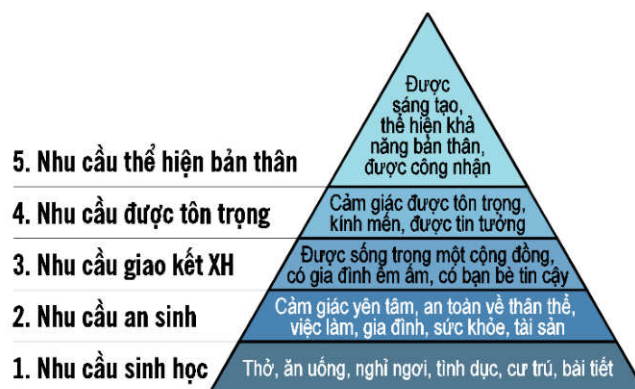 Được
sáng tạo,
thể hiện khả
năng bản thân,
được công nhận
5. Nhu cầu thể hiện bản thân
4. Nhu cầu được tôn trọng
Cảm giác được tôn trọng,
kính mến, được tin tưởng
3. Nhu cầu giao kết XH
Được sống trong một cộng đồng,
có gia đình êm ấm, có bạn bè tin cậy
2. Nhu cầu an sinh
Cảm giác yên tâm, an toàn về thân thể,
việc làm, gia đình, sức khỏe, tài sản
1. Nhu cầu sinh học
Thở, ăn uống, nghỉ ngơi, tình dục, cư trú, bài tiết